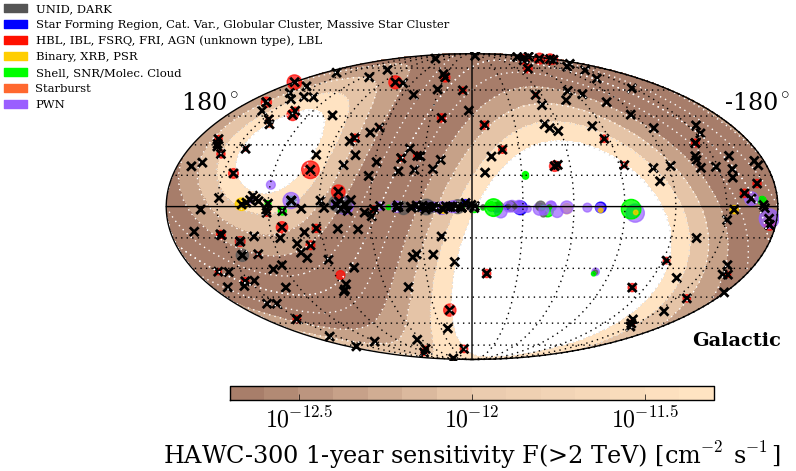 UNID, DARK
Star Forming Region, Cat. Var., Globular Cluster, Massive Star Cluster
HBL, IBL, FSRQ, FRI, AGN (unknown type), LBL
Binary, XRB, PSR
Shell, SNR/Molec. Cloud
Starburst
PWN
180° -180°
Galactic
10^−12.5 10^−12 10^−11.5
HAWC-300 1-year sensitivity F(>2 TeV) [cm^−2 s^−1]